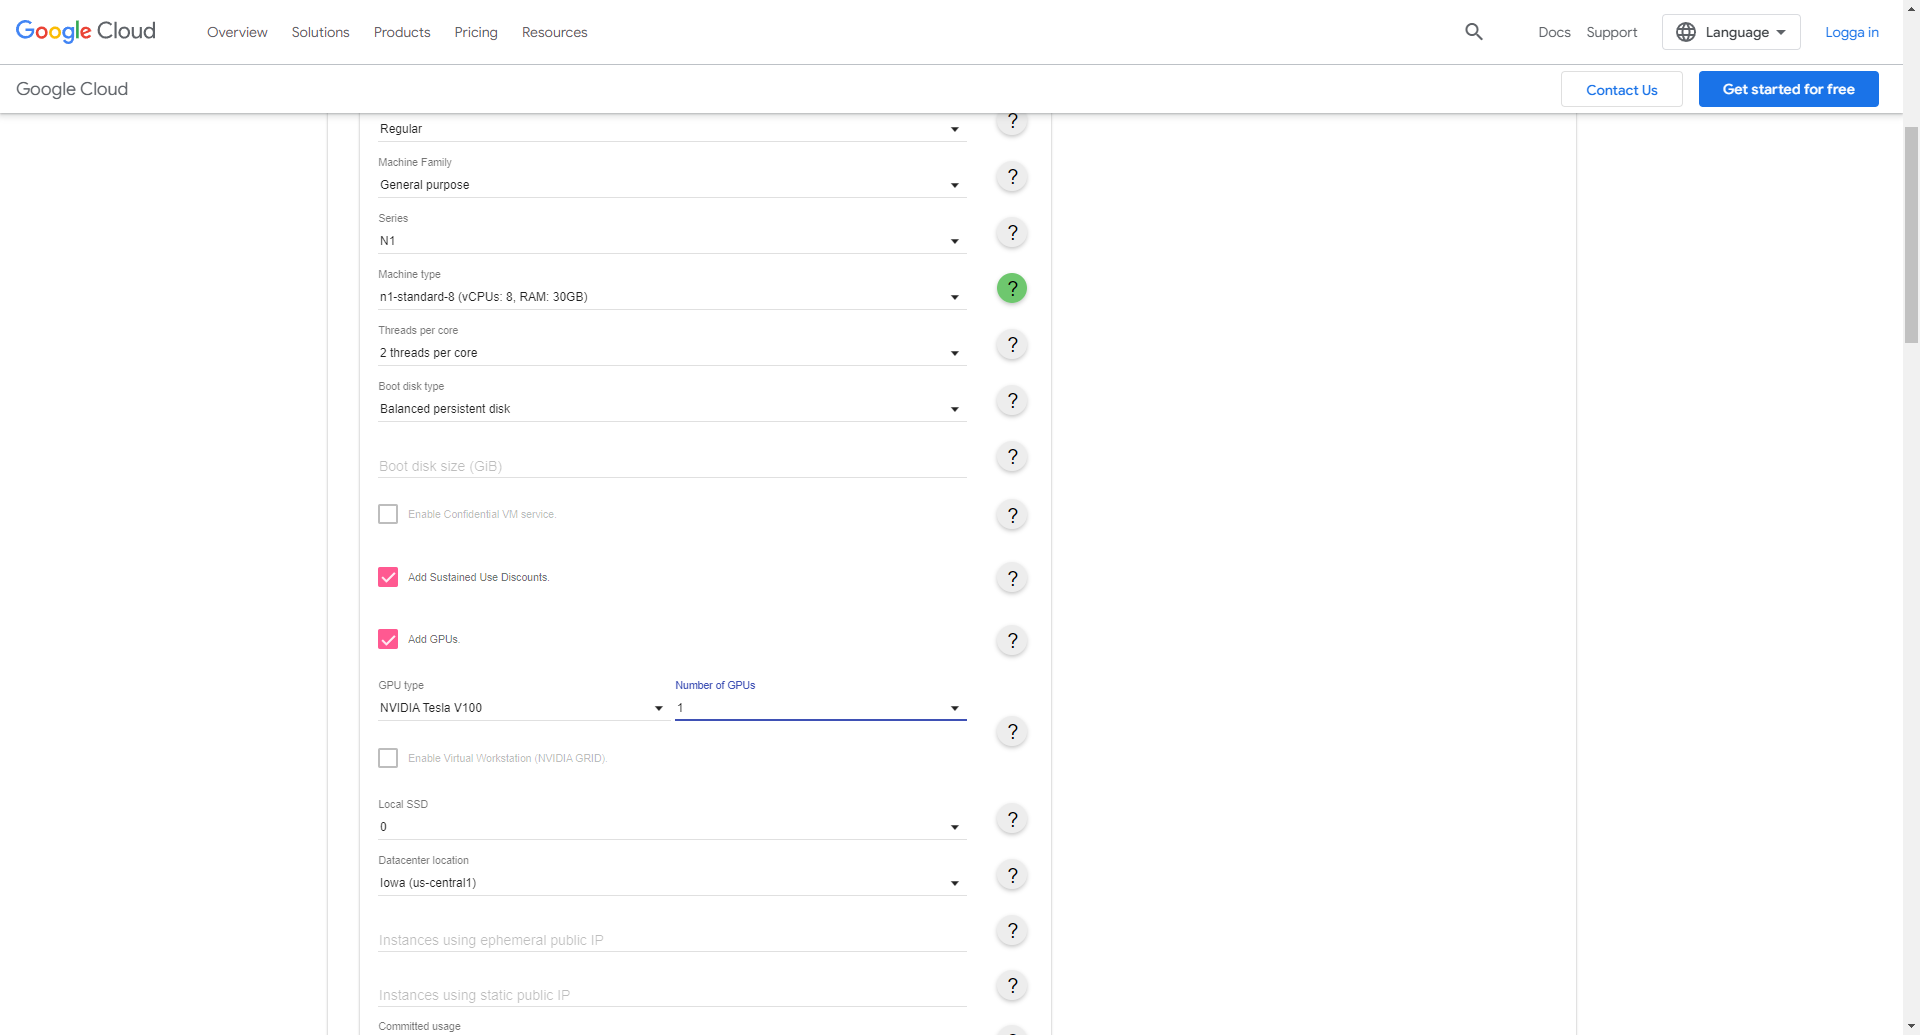 Google Cloud Overview Solutions Products Pricing Resources Docs Support Language Logga in
Google Cloud Contact Us Get started for free
Regular ?
Machine Family
General purpose ?
Series
N1 ?
Machine type
n1-standard-8 (vCPUs: 8, RAM: 30GB) ?
Threads per core
2 threads per core ?
Boot disk type
Balanced persistent disk ?
Boot disk size (GiB) ?
Enable Confidential VM service. ?
Add Sustained Use Discounts. ?
Add GPUs. ?
GPU type Number of GPUs
NVIDIA Tesla V100 1 ?
Enable Virtual Workstation (NVIDIA GRID).
Local SSD
0 ?
Datacenter location
Iowa (us-central1) ?
Instances using ephemeral public IP ?
Instances using static public IP ?
Committed usage